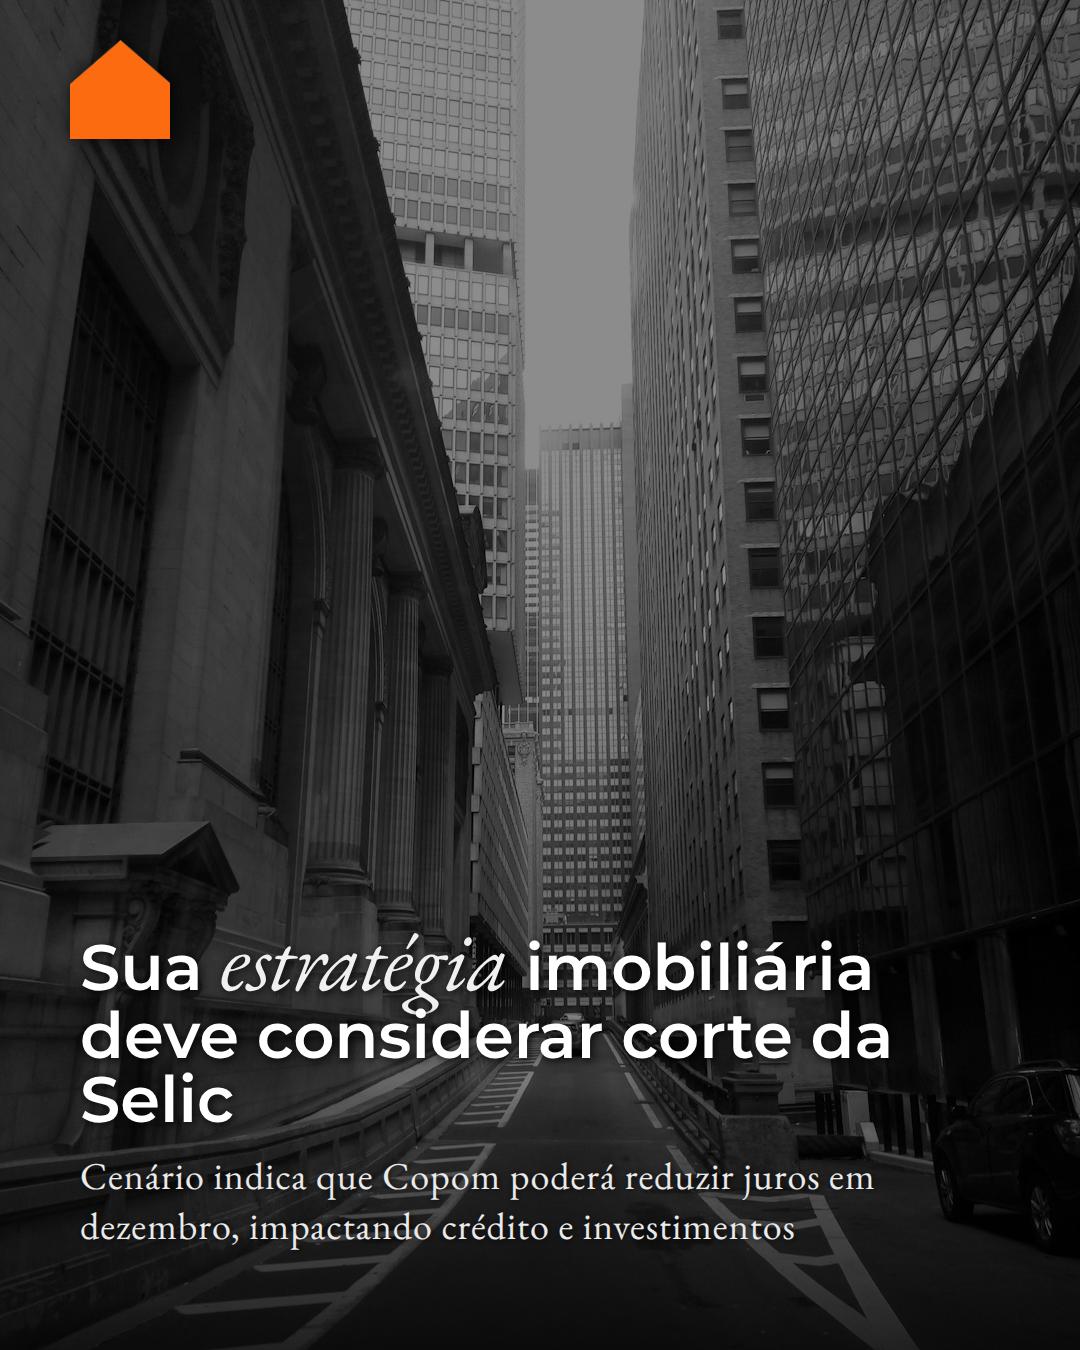 Sua estratégia imobiliária
deve considerar corte da
Selic
Cenário indica que Copom poderá reduzir juros em
dezembro, impactando crédito e investimentos